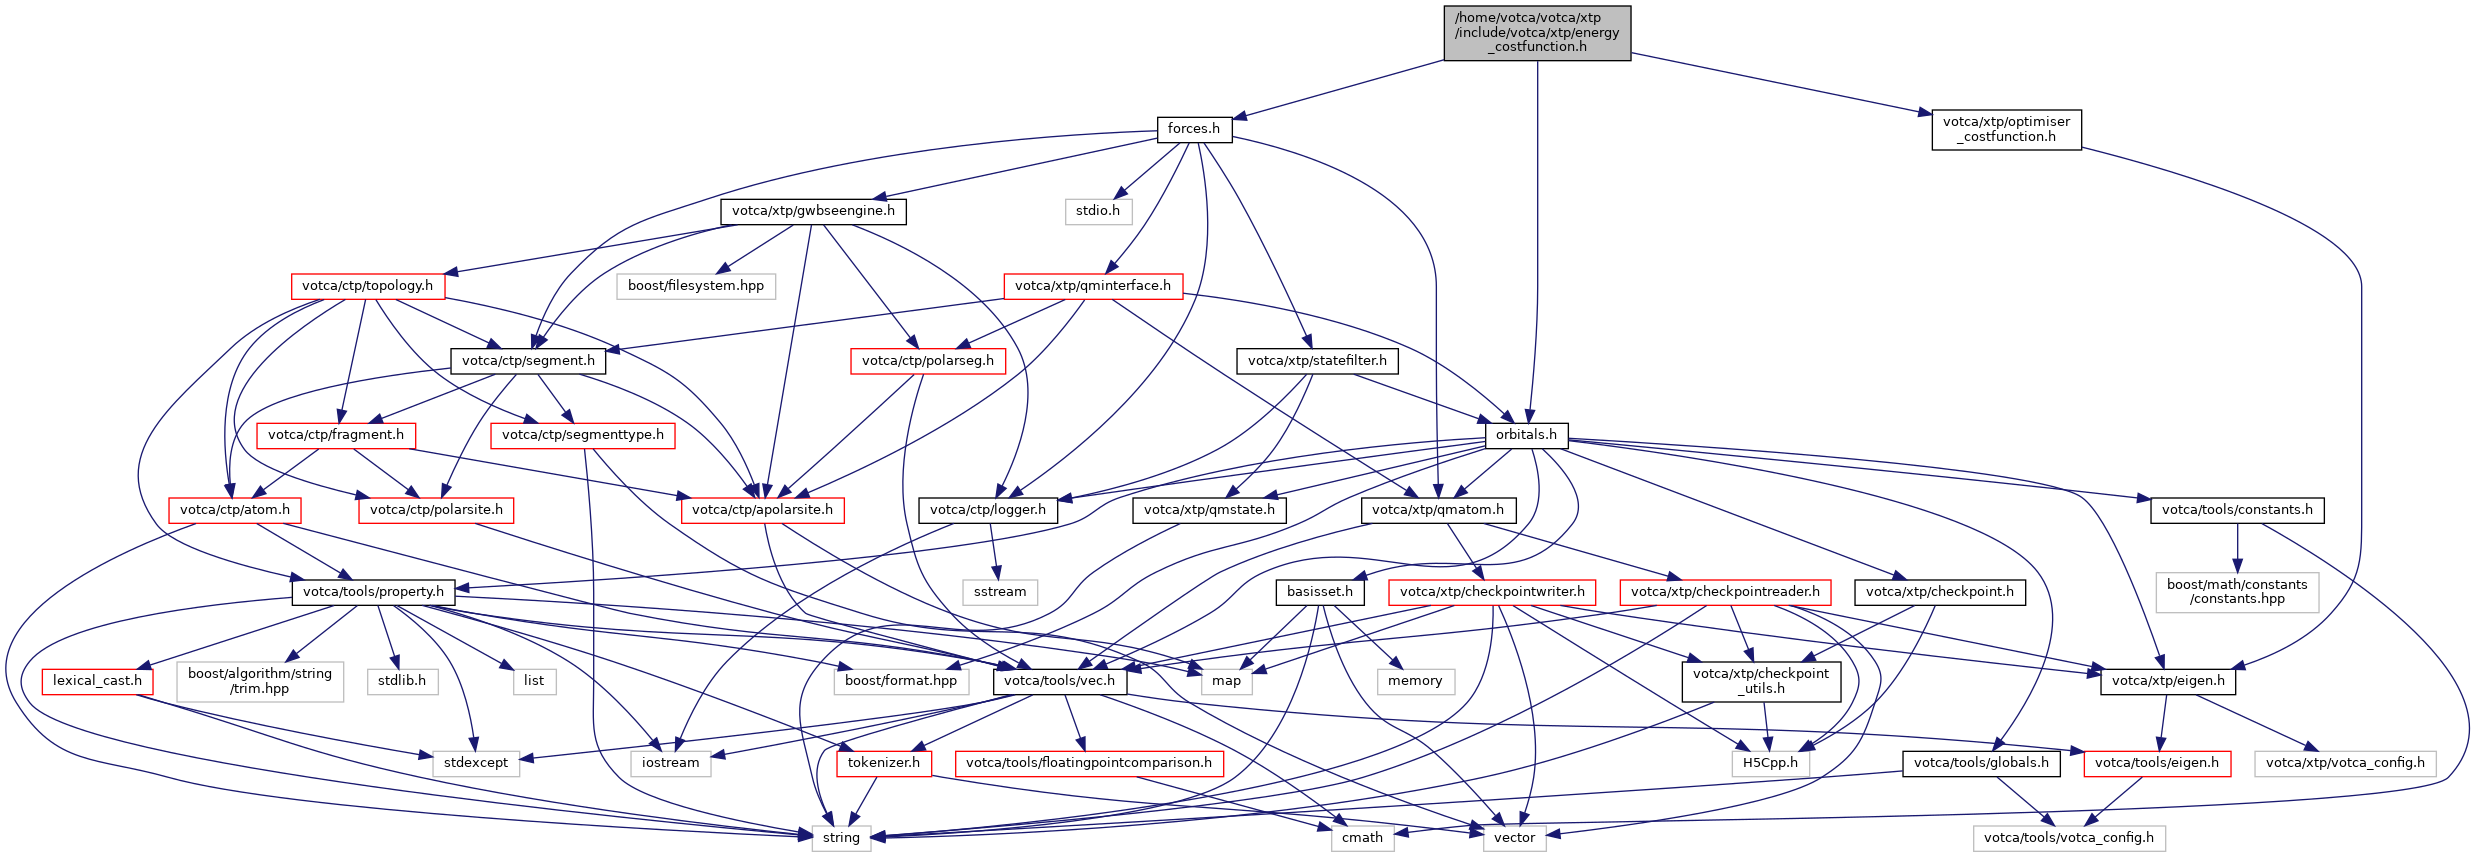 /home/votca/votca/xtp
/include/votca/xtp/energy
_costfunction.h
forces.h
votca/xtp/optimiser
_costfunction.h
votca/xtp/gwbseengine.h
stdio.h
votca/ctp/topology.h
boost/filesystem.hpp
votca/xtp/qminterface.h
votca/ctp/segment.h
votca/ctp/polarseg.h
votca/xtp/statefilter.h
votca/ctp/fragment.h
votca/ctp/segmenttype.h
orbitals.h
votca/ctp/atom.h
votca/ctp/polarsite.h
votca/ctp/apolarsite.h
votca/ctp/logger.h
votca/xtp/qmstate.h
votca/xtp/qmatom.h
votca/tools/constants.h
votca/tools/property.h
sstream
basisset.h
votca/xtp/checkpointwriter.h
votca/xtp/checkpointreader.h
votca/xtp/checkpoint.h
boost/math/constants
/constants.hpp
lexical_cast.h
boost/algorithm/string
/trim.hpp
stdlib.h
list
boost/format.hpp
votca/tools/vec.h
map
memory
votca/xtp/checkpoint
_utils.h
votca/xtp/eigen.h
stdexcept
iostream
tokenizer.h
votca/tools/floatingpointcomparison.h
H5Cpp.h
votca/tools/globals.h
votca/tools/eigen.h
votca/xtp/votca_config.h
string
cmath
vector
votca/tools/votca_config.h